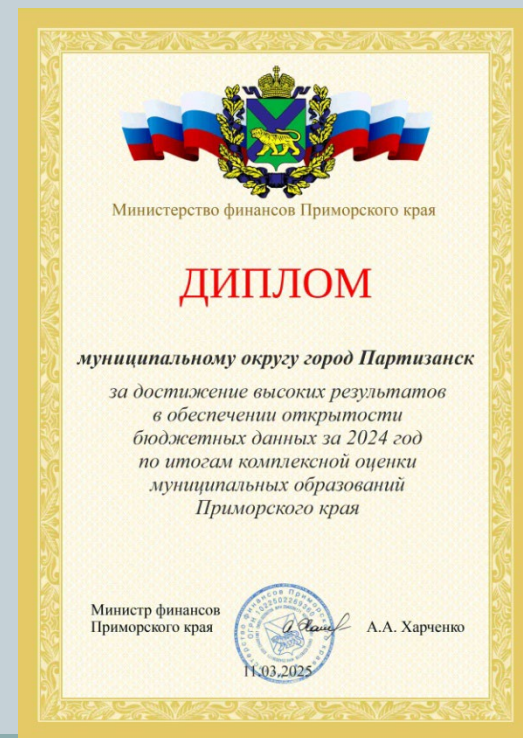 Министерство финансов Приморского края
ДИПЛОМ
муниципальному округу город Партизанск
за достижение высоких результатов
в обеспечении открытости
бюджетных данных за 2024 год
по итогам комплексной оценки
муниципальных образований
Приморского края
Министр финансов
Приморского края
А.А. Харченко
11.03.2025